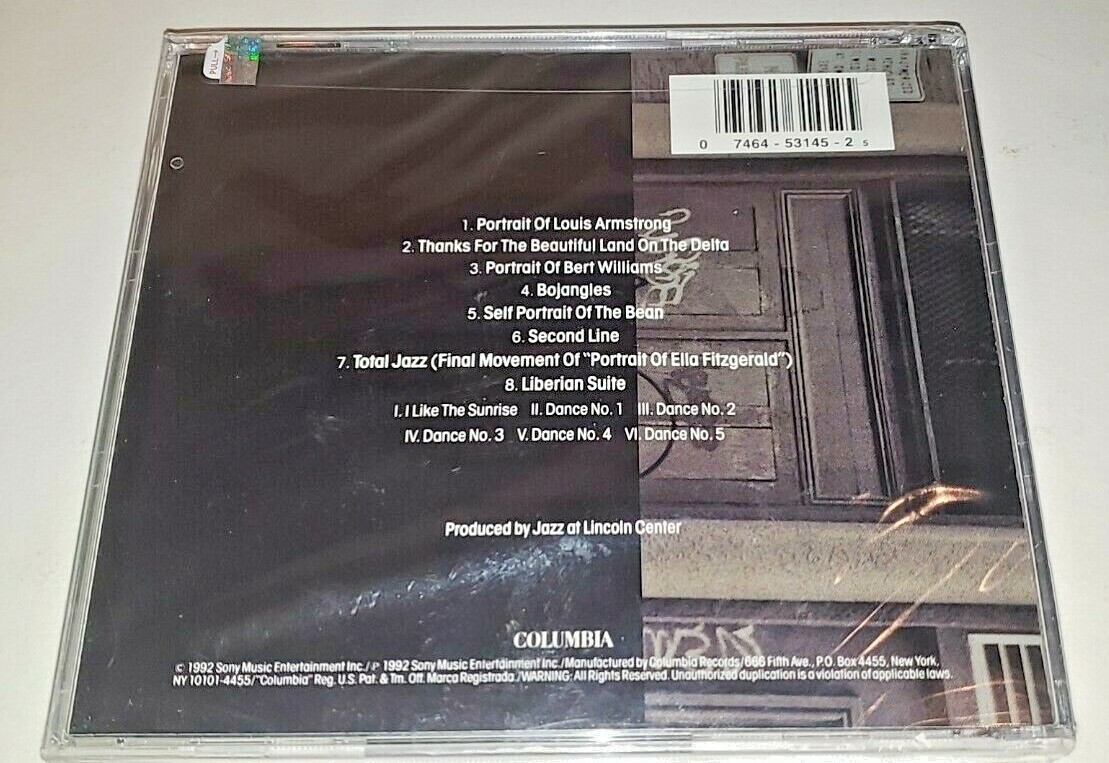 PULL→
0 7464 - 53145 - 2 5
1. Portrait Of Louis Armstrong
2. Thanks For The Beautiful Land On The Delta
3. Portrait Of Bert Williams
4. Bojangles
5. Self Portrait Of The Bean
6. Second Line
7. Total Jazz (Final Movement Of "Portrait Of Ella Fitzgerald")
8. Liberian Suite
I. I Like The Sunrise II. Dance No. 1 III. Dance No. 2
IV. Dance No. 3 V. Dance No. 4 VI. Dance No. 5
Produced by Jazz at Lincoln Center
COLUMBIA
© 1992 Sony Music Entertainment Inc./℗ 1992 Sony Music Entertainment Inc./Manufactured by Columbia Records/666 Fifth Ave., P.O. Box 4455, New York,
NY 10101-4455/"Columbia" Reg. U.S. Pat. & Tm. Off. Marca Registrada./WARNING: All Rights Reserved. Unauthorized duplication is a violation of applicable laws.